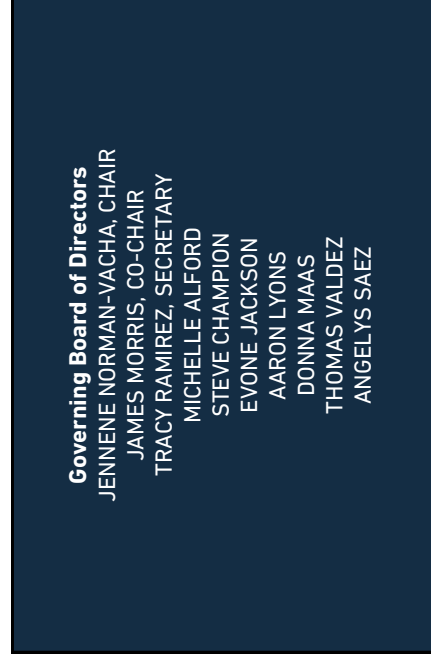 Governing Board of Directors
JENNENE NORMAN-VACHA, CHAIR
JAMES MORRIS, CO-CHAIR
TRACY RAMIREZ, SECRETARY
MICHELLE ALFORD
STEVE CHAMPION
EVONE JACKSON
AARON LYONS
DONNA MAAS
THOMAS VALDEZ
ANGELYS SAEZ